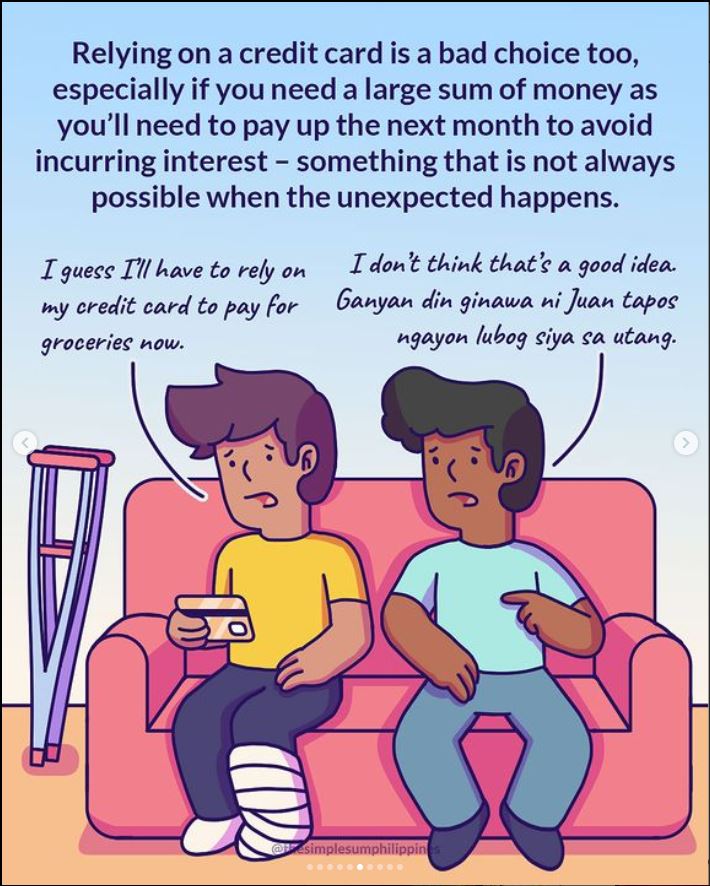 Relying on a credit card is a bad choice too,
especially if you need a large sum of money as
you'll need to pay up the next month to avoid
incurring interest – something that is not always
possible when the unexpected happens.
I guess I'll have to rely on
my credit card to pay for
groceries now.
I don't think that's a good idea.
Ganyan din ginawa ni Juan tapos
ngayon lubog siya sa utang.
@thesimplesumphilippines